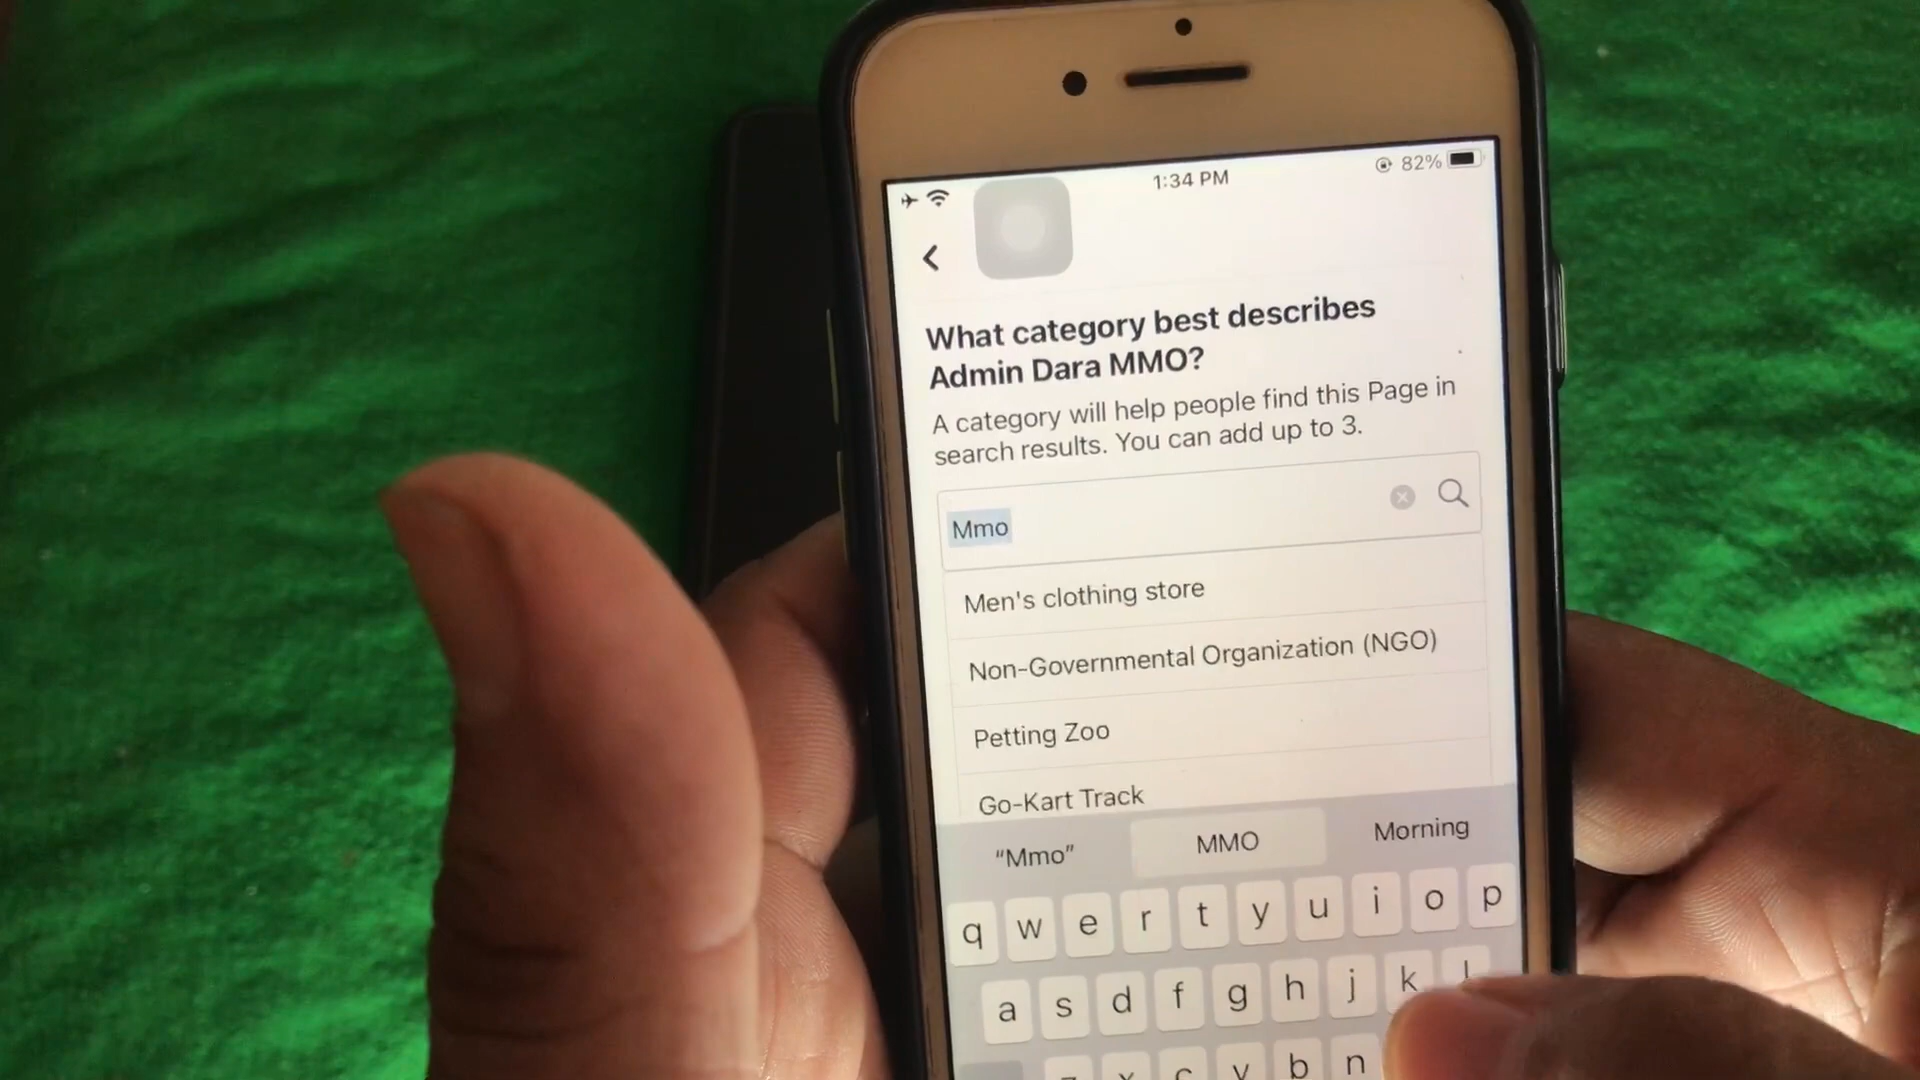 1:34 PM
82%
What category best describes
Admin Dara MMO?
A category will help people find this Page in
search results. You can add up to 3.
Mmo
Men's clothing store
Non-Governmental Organization (NGO)
Petting Zoo
Go-Kart Track
“Mmo” MMO Morning
q w e r t y u i o p
a s d f g h j k l
z x c v b n